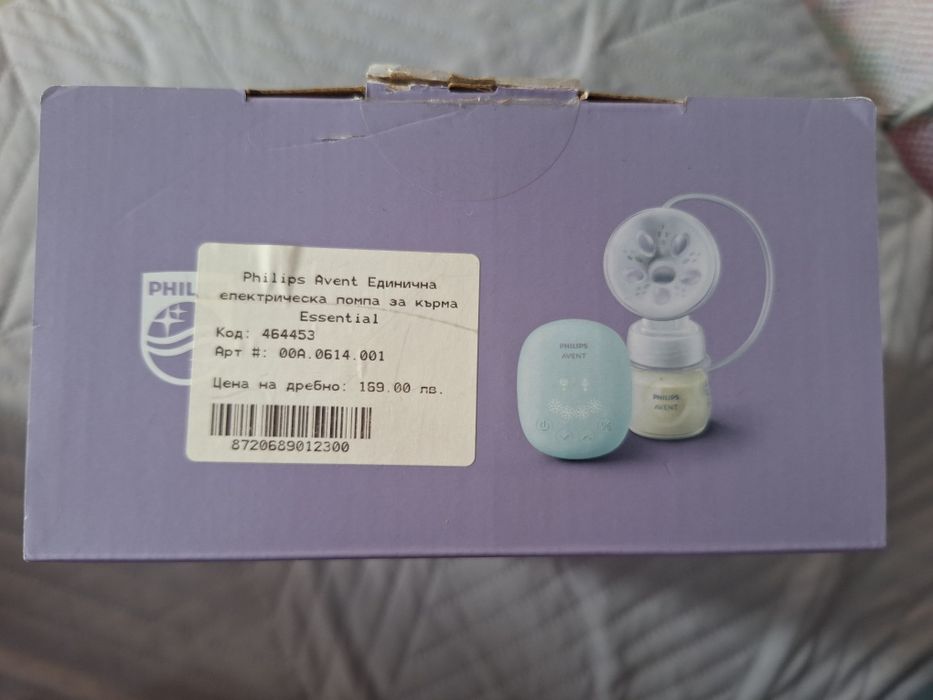 PHIL
Philips Avent Единична
електрическа помпа за кърма
Essential
Код: 464453
Арт #: 00A.0614.001
Цена на дребно: 169.00 лв.
8720689012300
PHILIPS
AVENT
PHILIPS
AVENT